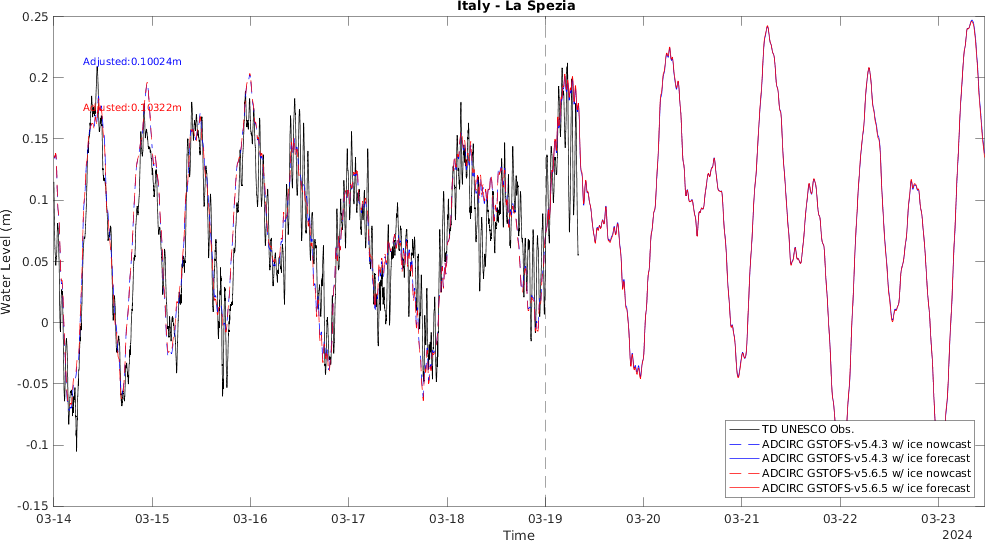 Italy - La Spezia
0.25
0.2
0.15
0.1
0.05
0
-0.05
-0.1
-0.15
Water Level (m)
Adjusted:0.10024m
Adjusted:0.10322m
TD UNESCO Obs.
ADCIRC GSTOFS-v5.4.3 w/ ice nowcast
ADCIRC GSTOFS-v5.4.3 w/ ice forecast
ADCIRC GSTOFS-v5.6.5 w/ ice nowcast
ADCIRC GSTOFS-v5.6.5 w/ ice forecast
03-14 03-15 03-16 03-17 03-18 03-19 03-20 03-21 03-22 03-23
Time
2024